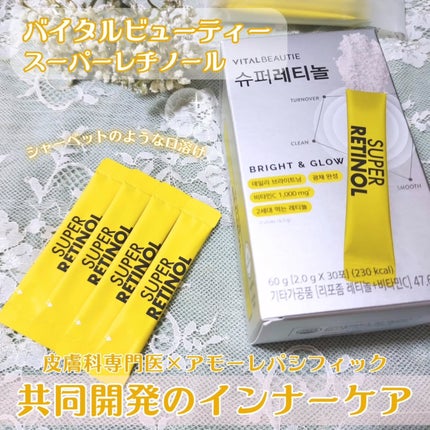 バイタルビューティー
スーパーレチノール
シャーベットのような口溶け
VITALBEAUTIE
슈퍼레티놀
TURNOVER
CLEAN
SMOOTH
BRIGHT & GLOW
데일리 브라이트닝
광채 완성
비타민C 1,000 mg
2세대 먹는 레티놀
SUPER
RETINOL
60 g (2.0 g X 30포) (230 kcal)
기타가공품 [리포좀 레티놀+비타민C]
SUPER
RETINOL
SUPER
RETINOL
SUPER
RETINOL
SUPER
RETINOL
皮膚科専門医×アモーレパシフィック
共同開発のインナーケア